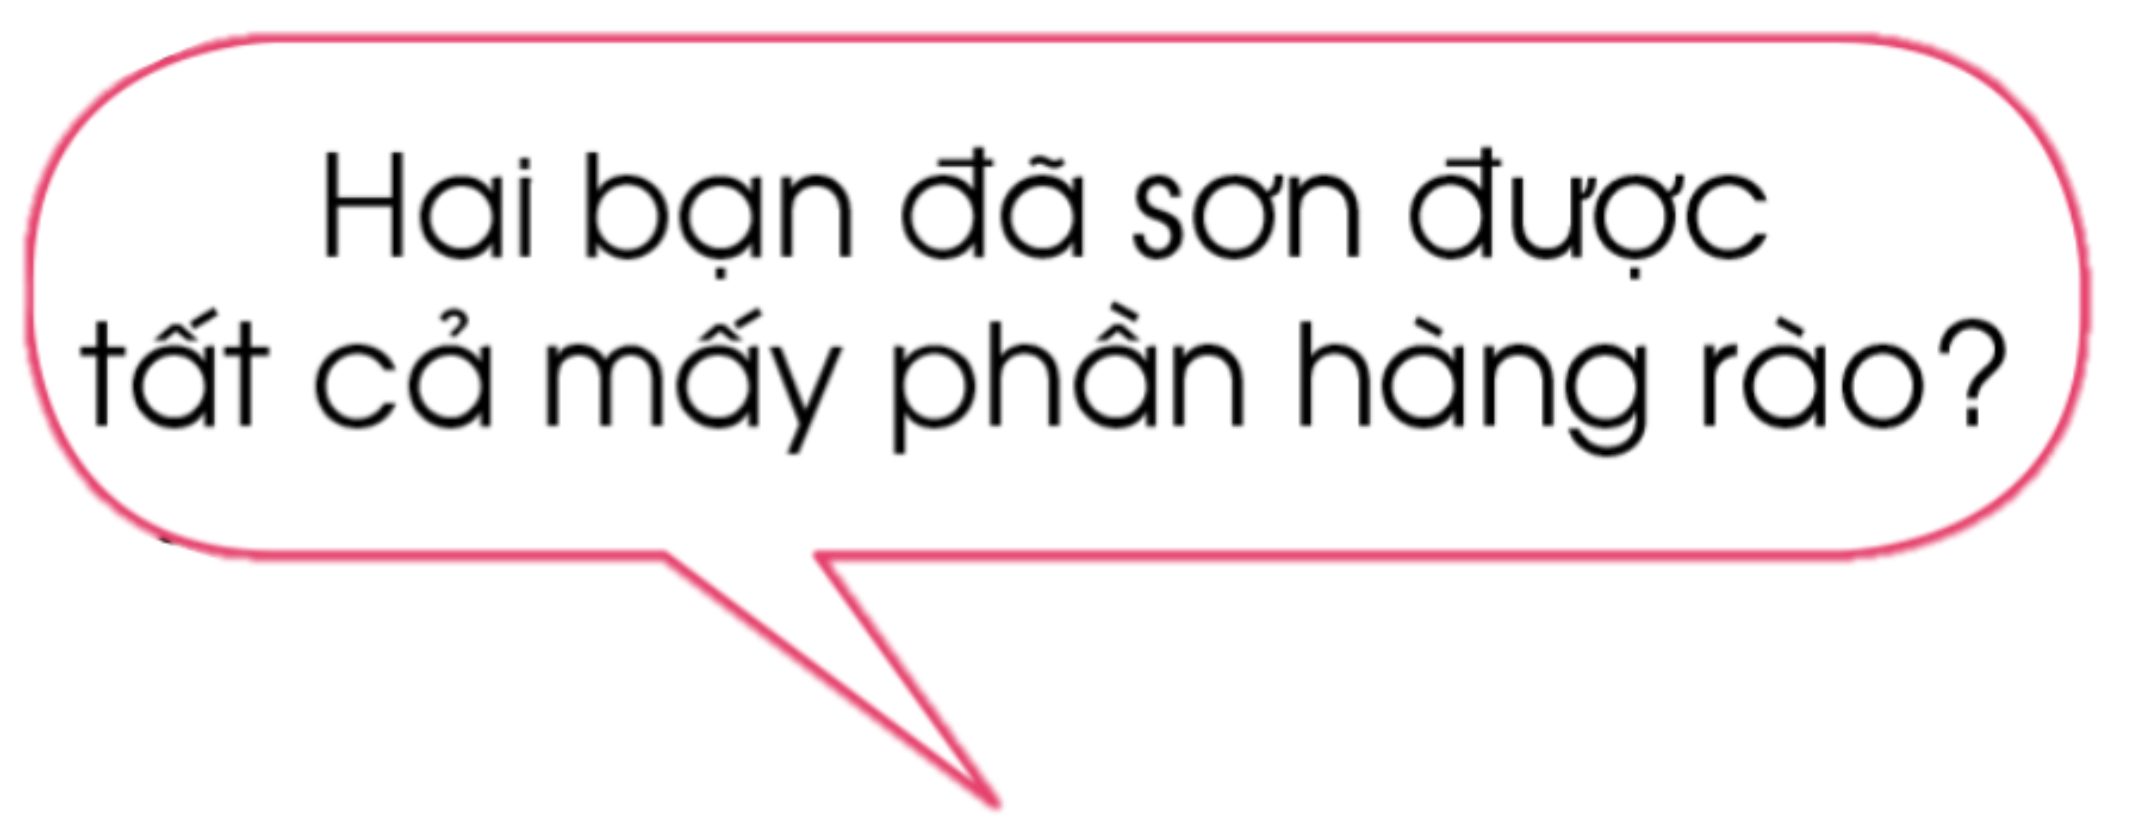 Hai bạn đã sơn được
tất cả mấy phần hàng rào?